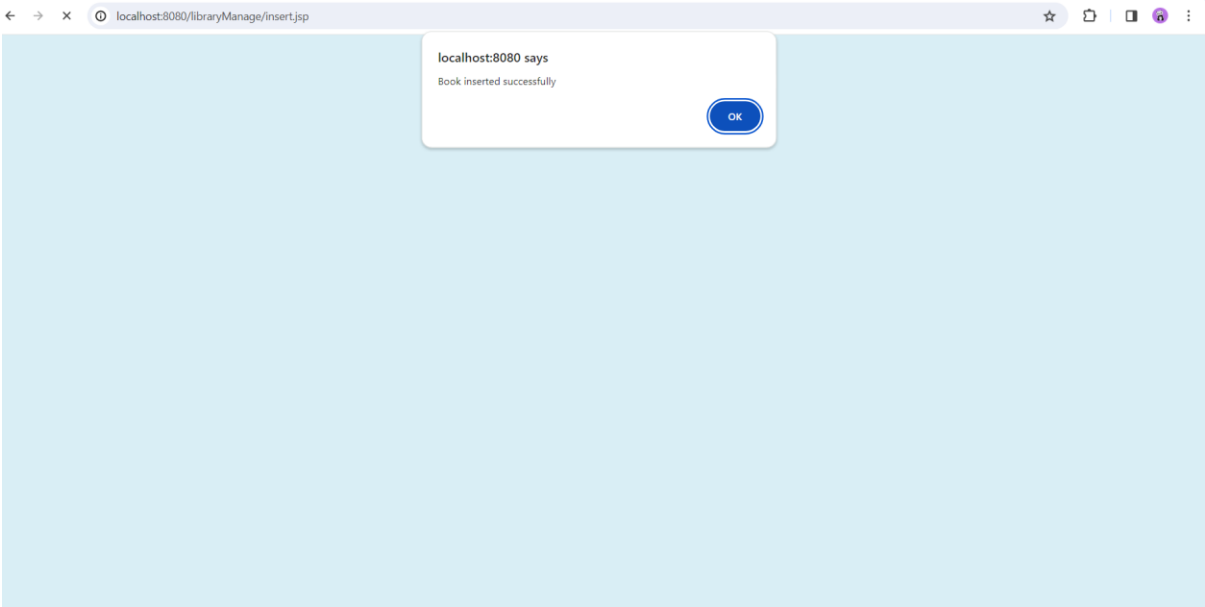 localhost:8080/libraryManage/insert.jsp
localhost:8080 says
Book inserted successfully
OK